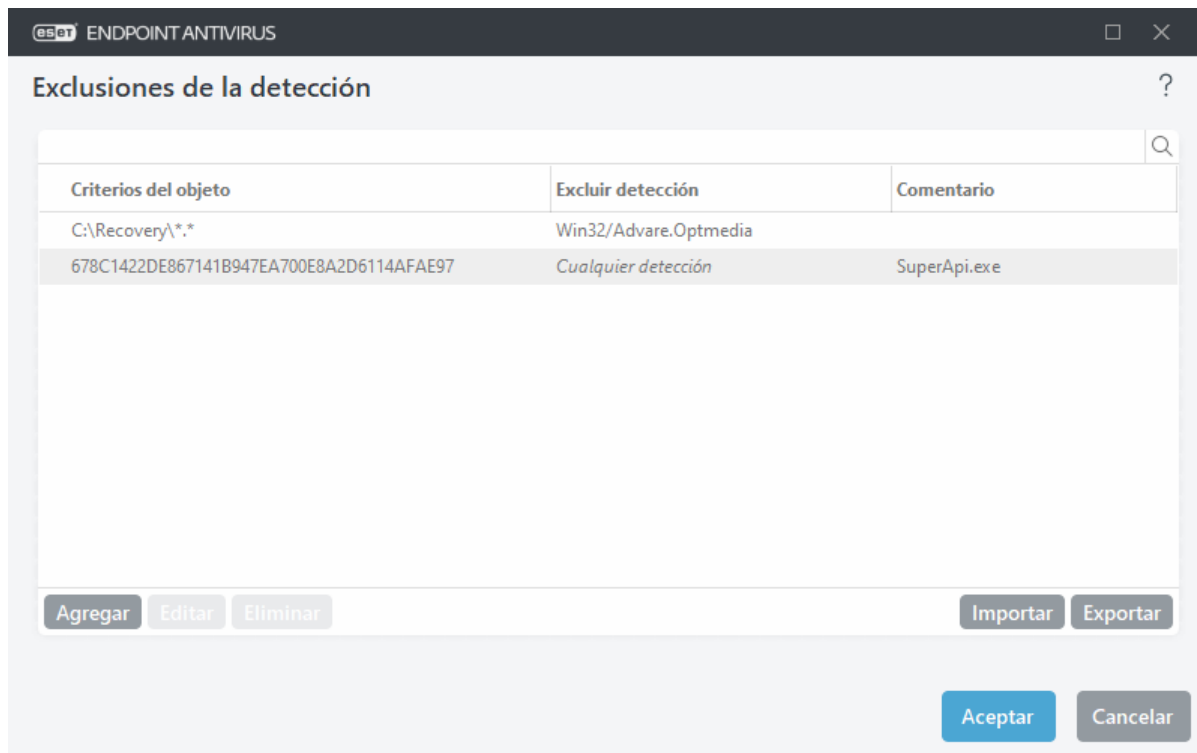 eset ENDPOINT ANTIVIRUS
Exclusiones de la detección
?
Criterios del objeto Excluir detección Comentario
C:\Recovery\*.* Win32/Advare.Optmedia
678C1422DE867141B947EA700E8A2D6114AFAE97 Cualquier detección SuperApi.exe
Agregar Editar Eliminar Importar Exportar
Aceptar Cancelar